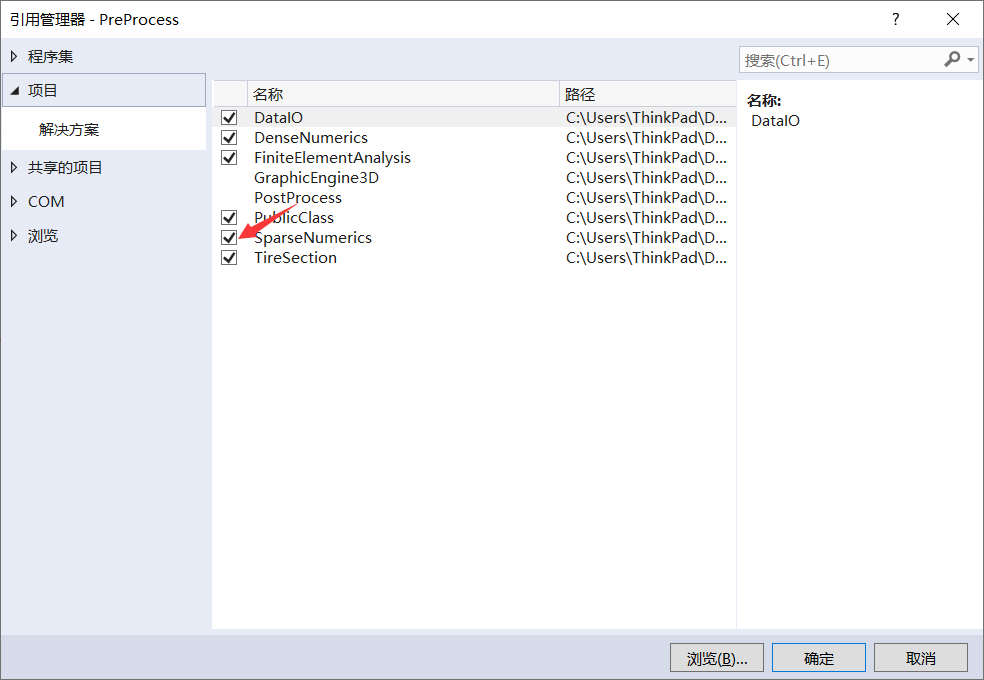 引用管理器 - PreProcess ?
程序集
搜索(Ctrl+E)
项目
解决方案
共享的项目
COM
浏览
名称 路径
DataIO C:\Users\ThinkPad\D...
DenseNumerics C:\Users\ThinkPad\D...
FiniteElementAnalysis C:\Users\ThinkPad\D...
GraphicEngine3D C:\Users\ThinkPad\D...
PostProcess C:\Users\ThinkPad\D...
PublicClass C:\Users\ThinkPad\D...
SparseNumerics C:\Users\ThinkPad\D...
TireSection C:\Users\ThinkPad\D...
名称:
DataIO
浏览(B)... 确定 取消